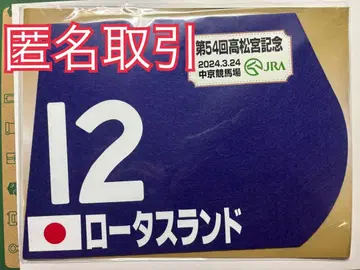 匿名取引
第54回高松宮記念
2024.3.24
中京競馬場
JRA
12
ロータスランド